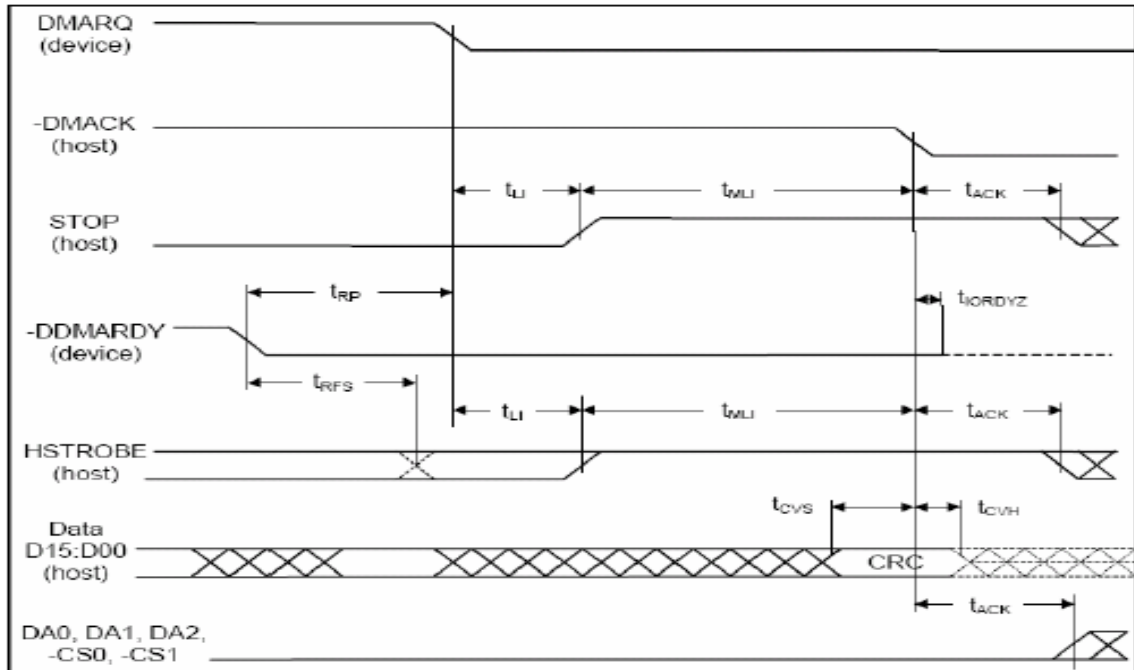 DMARQ
(device)
-DMACK
(host)
tLI
tMLI
tACK
STOP
(host)
tRP
tIORDYZ
-DDMARDY
(device)
tRFS
tLI
tMLI
tACK
HSTROBE
(host)
tCVS
tCVH
Data
D15:D00
(host)
CRC
tACK
DA0, DA1, DA2,
-CS0, -CS1